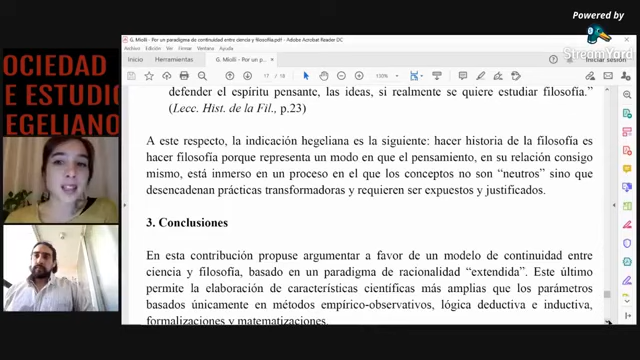 Powered by
StreamYard
G. Miolli - Por un paradigma de continuidad entre ciencia y filosofía.pdf - Adobe Acrobat Reader DC
Archivo Edición Ver Firmar Ventana Ayuda
Inicio Herramientas G. Miolli - Por un p...
Iniciar sesión
OCIEDAD
E ESTUDIO
EGELIANO
defender el espíritu pensante, las ideas, si realmente se quiere estudiar filosofía.”
(Lecc. Hist. de la Fil., p.23)
A este respecto, la indicación hegeliana es la siguiente: hacer historia de la filosofía es
hacer filosofía porque representa un modo en que el pensamiento, en su relación consigo
mismo, está inmerso en un proceso en el que los conceptos no son “neutros” sino que
desencadenan prácticas transformadoras y requieren ser expuestos y justificados.
3. Conclusiones
En esta contribución propuse argumentar a favor de un modelo de continuidad entre
ciencia y filosofía, basado en un paradigma de racionalidad “extendida”. Este último
permite la elaboración de características científicas más amplias que los parámetros
basados únicamente en métodos empírico-observativos, lógica deductiva e inductiva,
formalizaciones y matematizaciones.